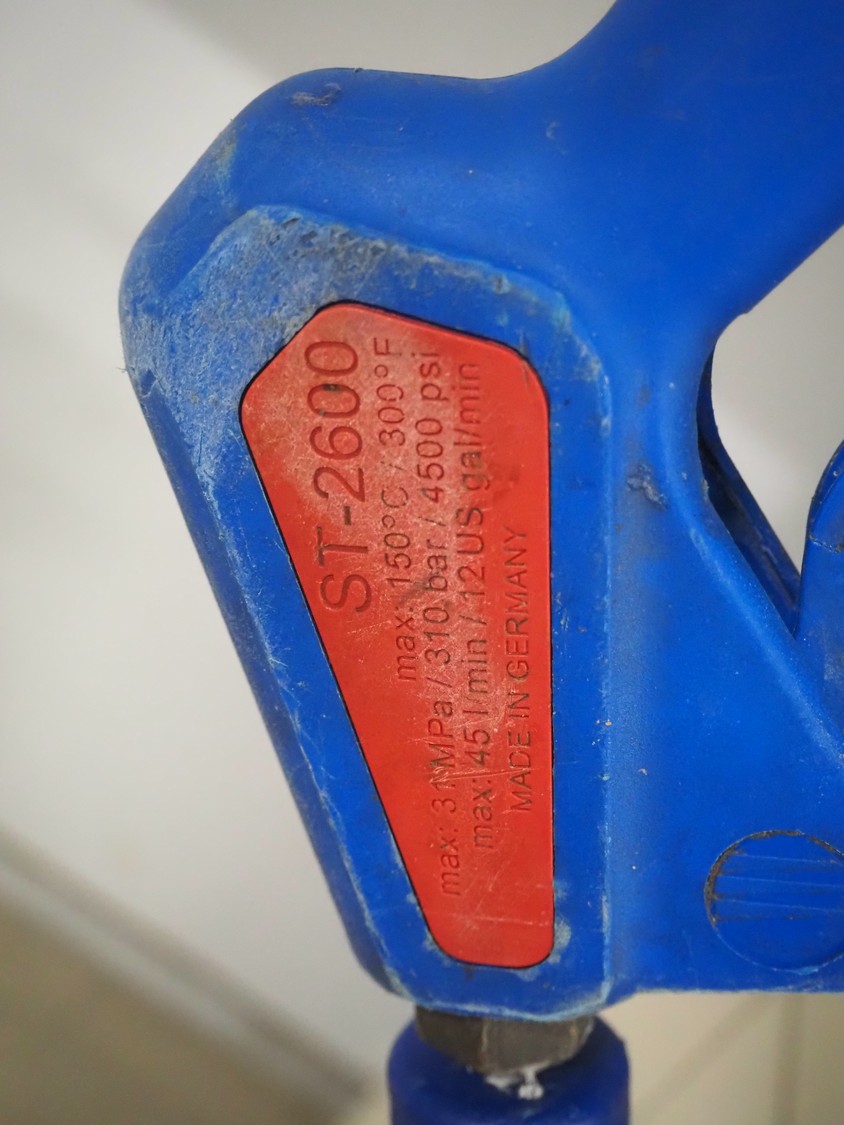 ST-2600
max: 150°C / 300°F
max: 31 MPa / 310 bar / 4500 psi
max: 45 l/min / 12 US gal/min
MADE IN GERMANY